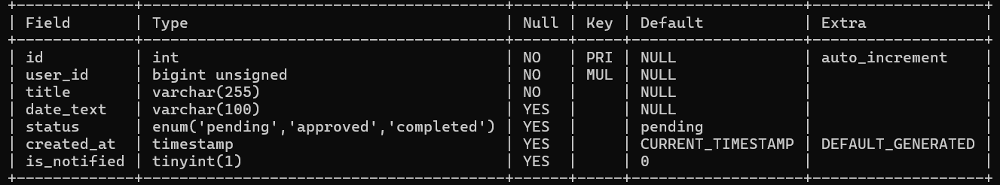 +-------------+---------------------------------------+------+-----+-------------------+-------------------+
| Field       | Type                                  | Null | Key | Default           | Extra             |
+-------------+---------------------------------------+------+-----+-------------------+-------------------+
| id          | int                                   | NO   | PRI | NULL              | auto_increment    |
| user_id     | bigint unsigned                       | NO   | MUL | NULL              |                   |
| title       | varchar(255)                          | NO   |     | NULL              |                   |
| date_text   | varchar(100)                          | YES  |     | NULL              |                   |
| status      | enum('pending','approved','completed') | YES  |     | pending           |                   |
| created_at  | timestamp                             | YES  |     | CURRENT_TIMESTAMP | DEFAULT_GENERATED |
| is_notified | tinyint(1)                            | YES  |     | 0                 |                   |
+-------------+---------------------------------------+------+-----+-------------------+-------------------+